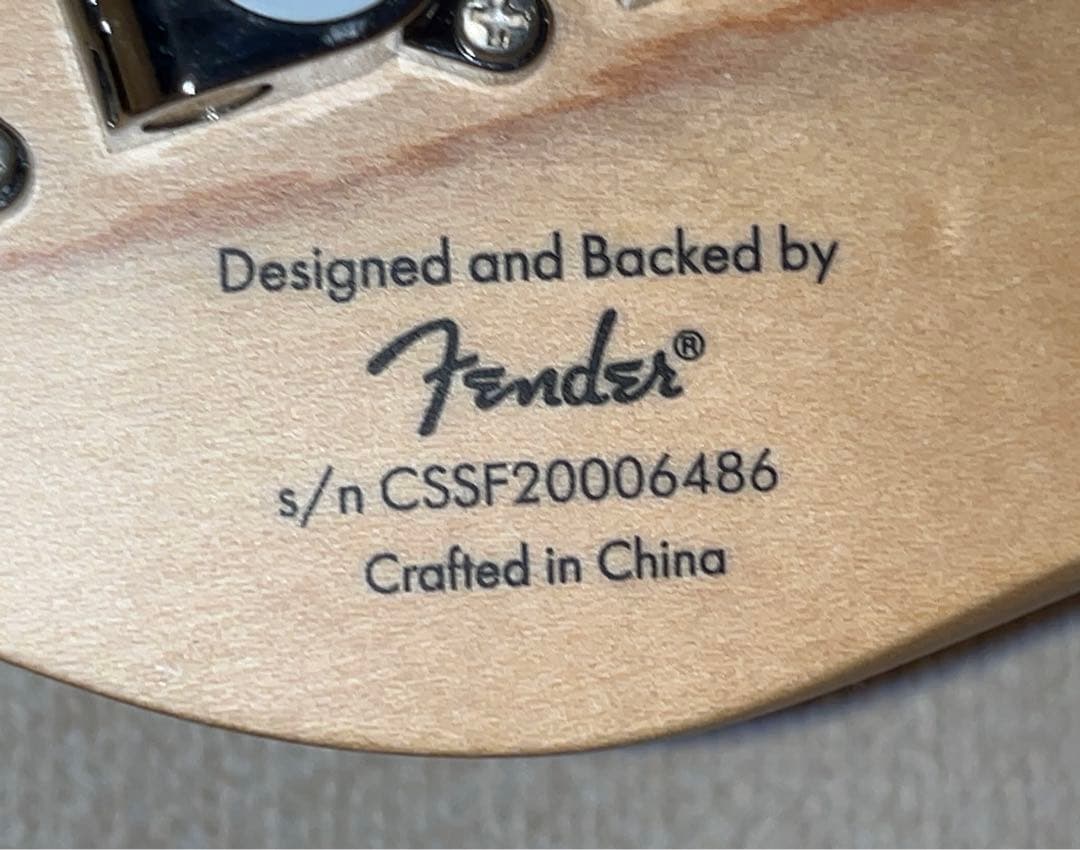 Designed and Backed by
Fender®
s/n CSSF20006486
Crafted in China